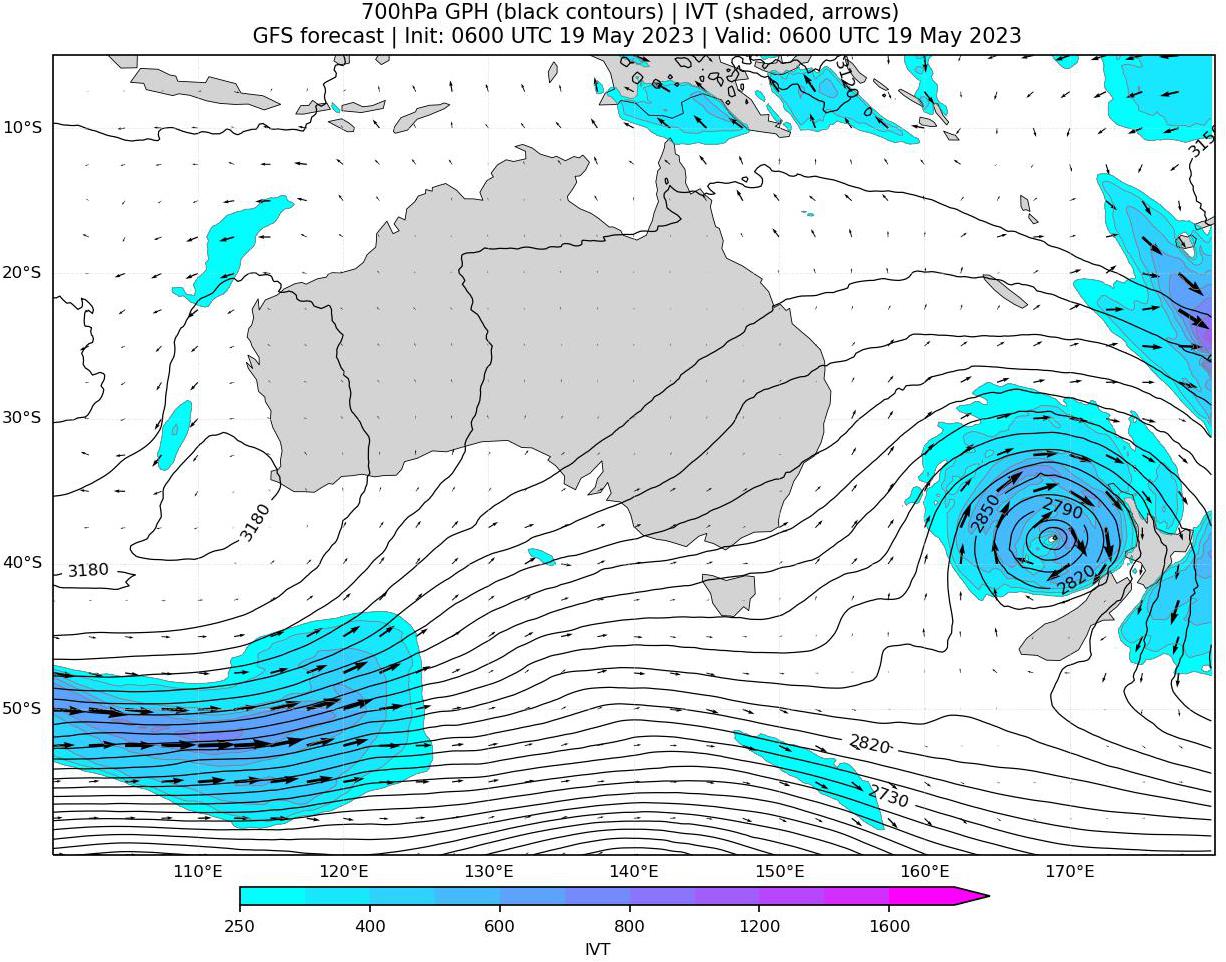 700hPa GPH (black contours) | IVT (shaded, arrows)
GFS forecast | Init: 0600 UTC 19 May 2023 | Valid: 0600 UTC 19 May 2023
3120
10°S
3150
20°S
30°S
3180
2850
2790
40°S
3180
2820
50°S
2820
2730
110°E 120°E 130°E 140°E 150°E 160°E 170°E
250 400 600 800 1200 1600
IVT